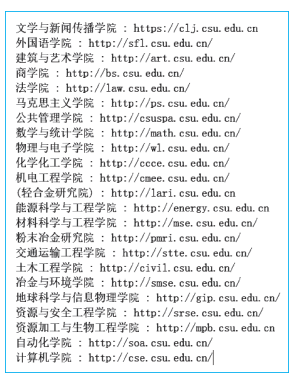 文学与新闻传播学院 : https://clj.csu.edu.cn
外国语学院 : http://sfl.csu.edu.cn/
建筑与艺术学院 : http://art.csu.edu.cn/
商学院 : http://bs.csu.edu.cn/
法学院 : http://law.csu.edu.cn/
马克思主义学院 : http://ps.csu.edu.cn/
公共管理学院 : http://csuspa.csu.edu.cn/
数学与统计学院 : http://math.csu.edu.cn/
物理与电子学院 : http://wl.csu.edu.cn/
化学化工学院 : http://ccce.csu.edu.cn/
机电工程学院 : http://cmee.csu.edu.cn/
(轻合金研究院) : http://lari.csu.edu.cn
能源科学与工程学院 : http://energy.csu.edu.cn
材料科学与工程学院 : http://mse.csu.edu.cn/
粉末冶金研究院 : http://pmri.csu.edu.cn/
交通运输工程学院 : http://stte.csu.edu.cn/
土木工程学院 : http://civil.csu.edu.cn/
冶金与环境学院 : http://smse.csu.edu.cn/
地球科学与信息物理学院 : http://gip.csu.edu.cn/
资源与安全工程学院 : http://srse.csu.edu.cn/
资源加工与生物工程学院 : http://mpb.csu.edu.cn
自动化学院 : http://soa.csu.edu.cn/
计算机学院 : http://cse.csu.edu.cn/